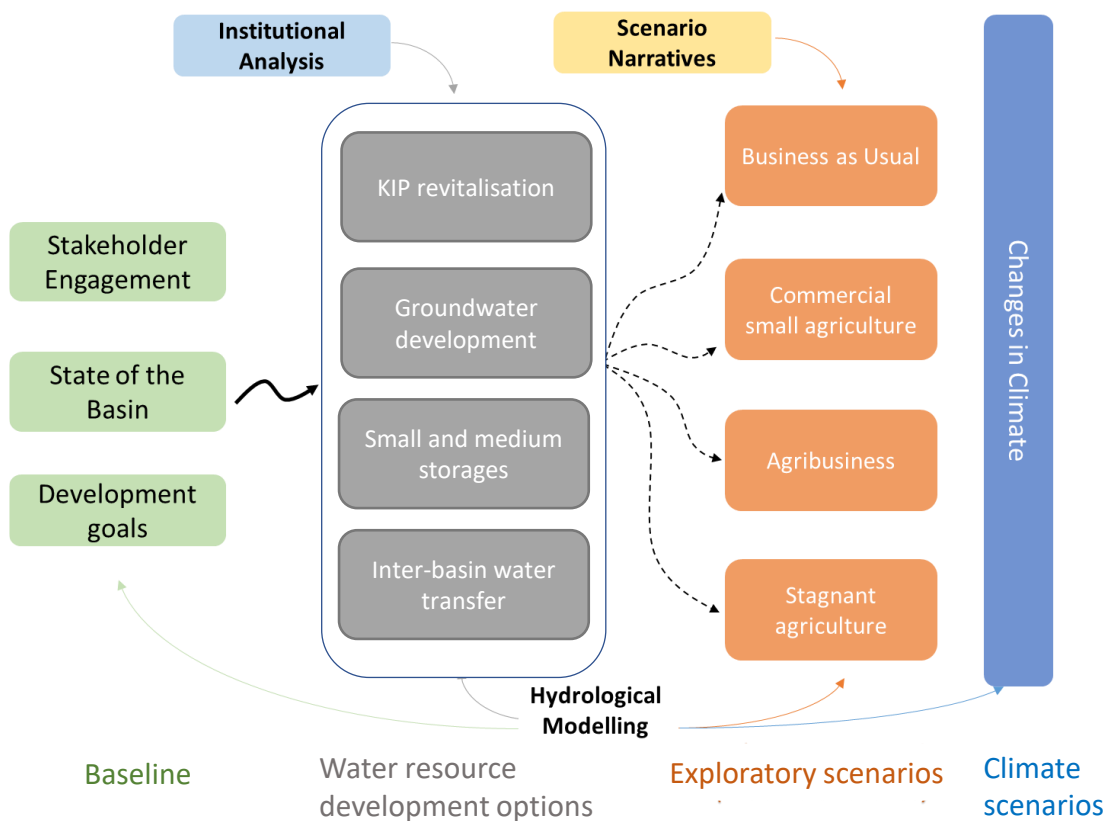 Institutional
Analysis
Scenario
Narratives
KIP revitalisation
Groundwater
development
Small and medium
storages
Inter-basin water
transfer
Stakeholder
Engagement
State of the
Basin
Development
goals
Business as Usual
Commercial
small agriculture
Agribusiness
Stagnant
agriculture
Changes in Climate
Hydrological
Modelling
Baseline
Water resource
development options
Exploratory scenarios
Climate
scenarios